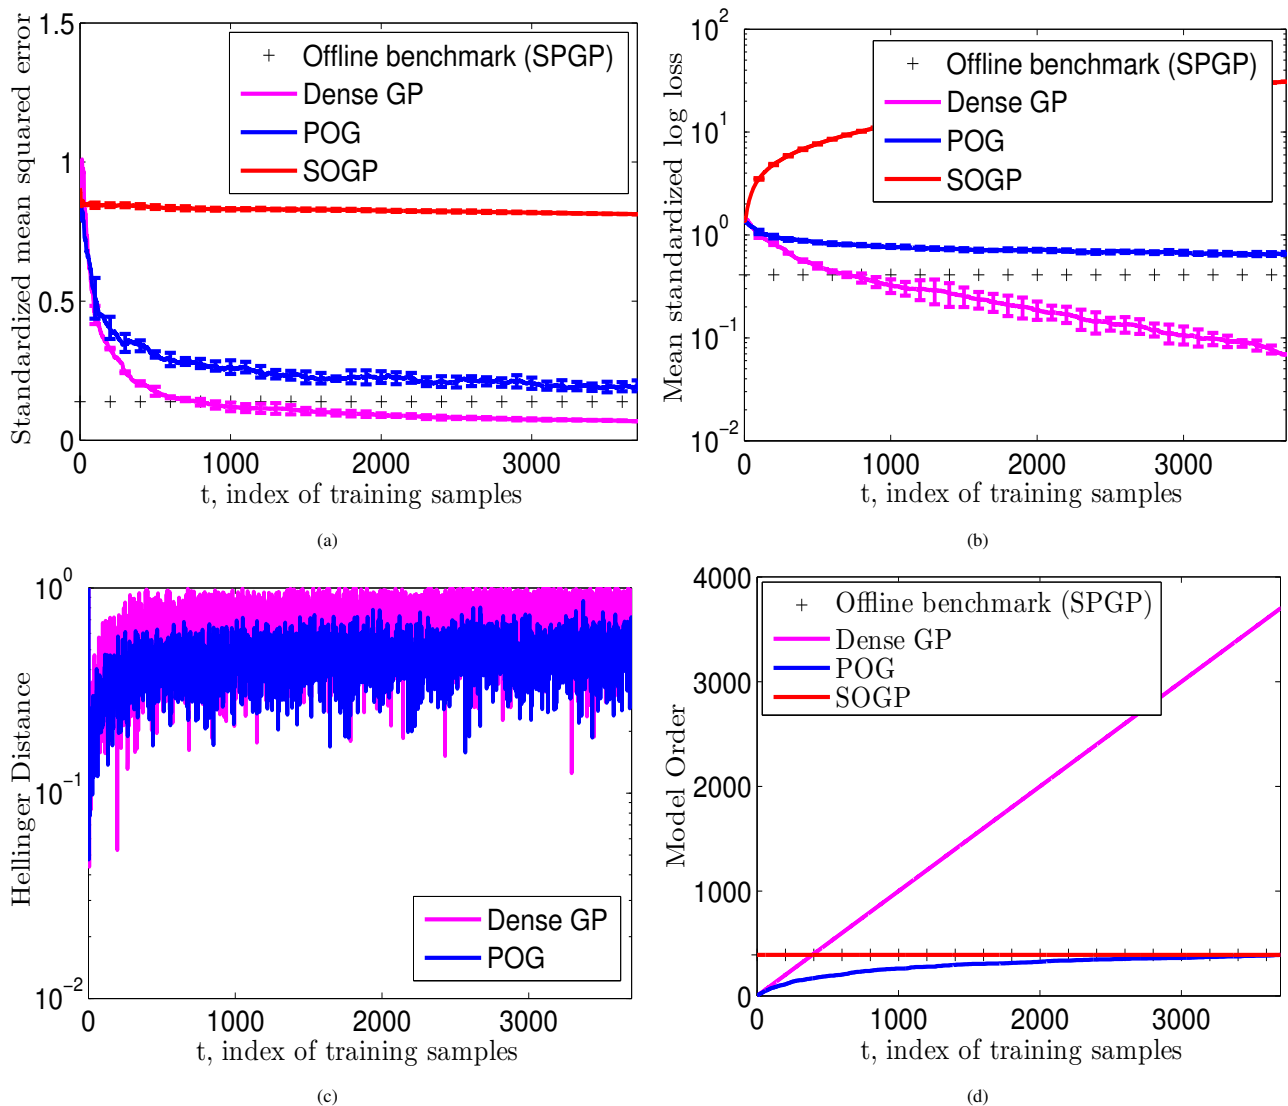 Standardized mean squared error
1.5
1
0.5
0
+ Offline benchmark (SPGP)
Dense GP
POG
SOGP
0 1000 2000 3000
t, index of training samples
(a)
Mean standardized log loss
10^2
10^1
10^0
10^-1
10^-2
+ Offline benchmark (SPGP)
Dense GP
POG
SOGP
0 1000 2000 3000
t, index of training samples
(b)
Hellinger Distance
10^0
10^-1
10^-2
Dense GP
POG
0 1000 2000 3000
t, index of training samples
(c)
Model Order
4000
3000
2000
1000
0
+ Offline benchmark (SPGP)
Dense GP
POG
SOGP
0 1000 2000 3000
t, index of training samples
(d)